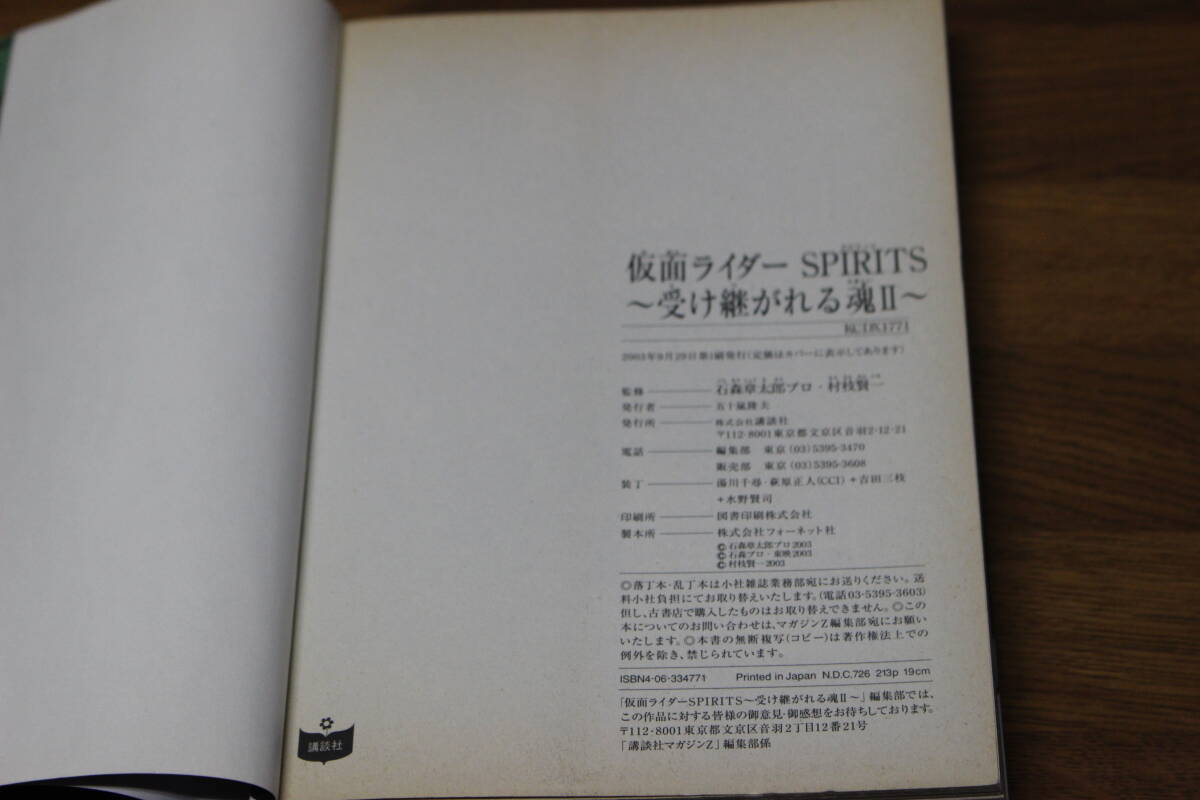 仮面ライダー SPIRITS
～受け継がれる魂II～
KCDX1771
2003年9月29日第1刷発行(定価はカバーに表示してあります)
監修 石森章太郎プロ・村枝賢一
発行者 五十嵐隆夫
発行所 株式会社講談社
〒112-8001東京都文京区音羽2-12-21
電話 編集部 東京(03)5395-3470
販売部 東京(03)5395-3608
装丁 湯川千尋・萩原正人(CCI)+吉田三枝
+水野賢司
印刷所 図書印刷株式会社
製本所 株式会社フォーネット社
©石森章太郎プロ2003
©石森プロ・東映2003
©村枝賢一2003
◎落丁本・乱丁本は小社雑誌業務部宛にお送りください。送
料小社負担にてお取り替えいたします。(電話03-5395-3603)
但し、古書店で購入したものはお取り替えできません。◎この
本についてのお問い合わせは、マガジンZ編集部宛にお願い
いたします。◎本書の無断複写(コピー)は著作権法上での
例外を除き、禁じられています。
ISBN4-06-334771 Printed in Japan N.D.C.726 213p 19cm
「仮面ライダーSPIRITS～受け継がれる魂II～」編集部では、
この作品に対する皆様の御意見・御感想をお待ちしております。
〒112-8001東京都文京区音羽2丁目12番21号
「講談社マガジンZ」編集部係
講談社